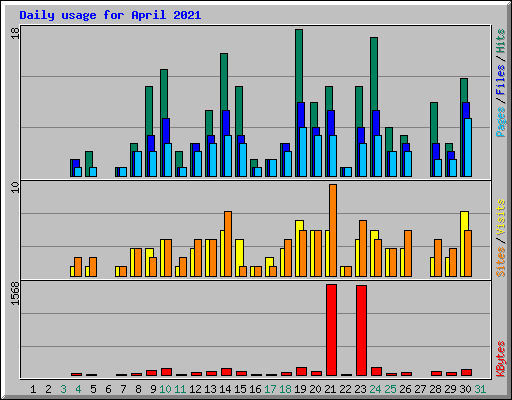 Daily usage for April 2021
18
10
1568
Pages / Files / Hits
Sites / Visits
KBytes
1 2 3 4 5 6 7 8 9 10 11 12 13 14 15 16 17 18 19 20 21 22 23 24 25 26 27 28 29 30 31